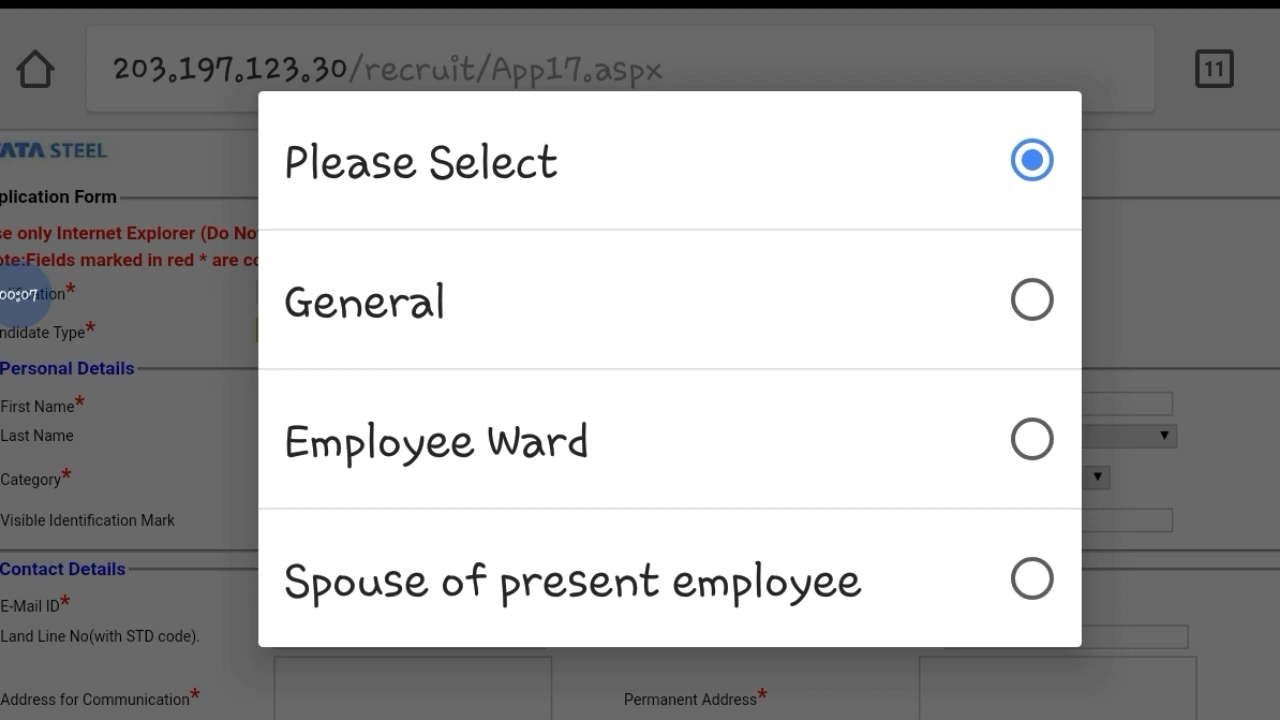 203.197.123.30/recruit/App17.aspx
11
ATA STEEL
plication Form
se only Internet Explorer (Do No
ote:Fields marked in red * are co
00:07
ndidate Type*
Personal Details
First Name*
Last Name
Category*
Visible Identification Mark
Contact Details
E-Mail ID*
Land Line No(with STD code).
Address for Communication*
Permanent Address*
Please Select
General
Employee Ward
Spouse of present employee